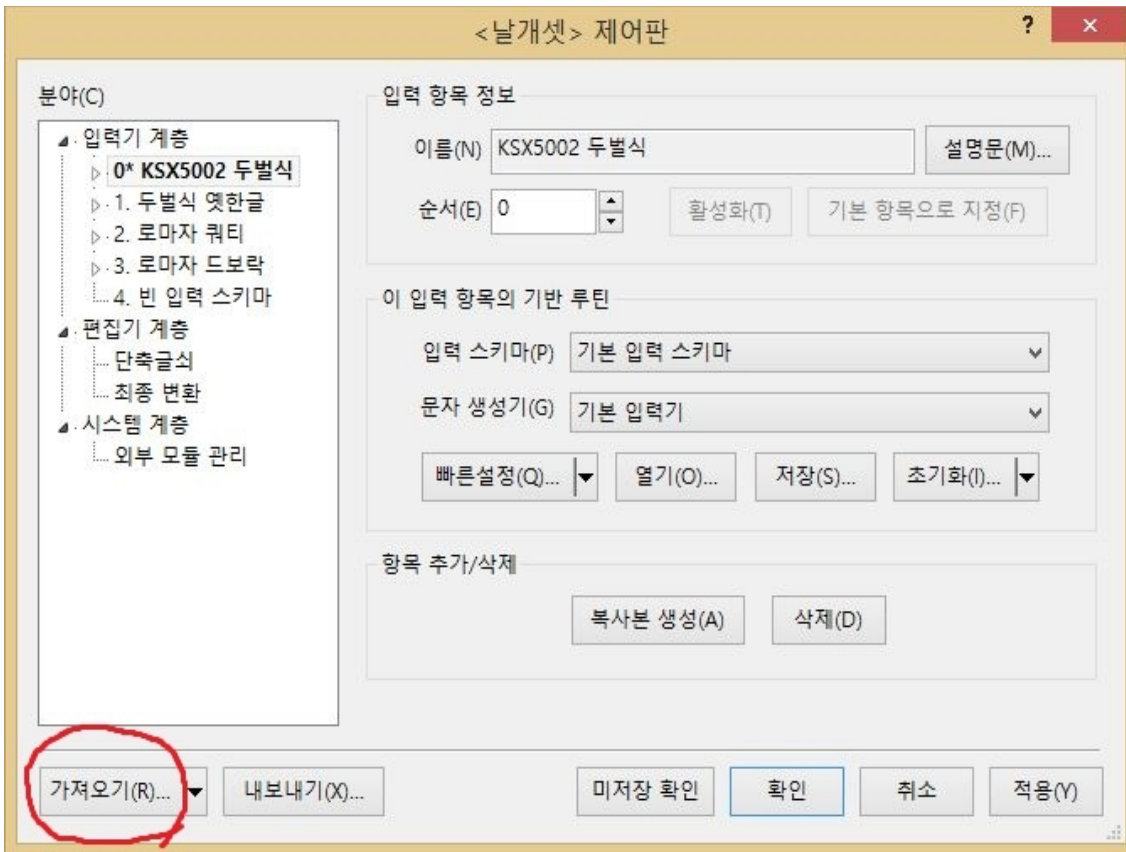 <날개셋> 제어판
?
×
분야(C)
입력기 계층
0* KSX5002 두벌식
1. 두벌식 옛한글
2. 로마자 쿼티
3. 로마자 드보락
4. 빈 입력 스키마
편집기 계층
단축글쇠
최종 변환
시스템 계층
외부 모듈 관리
입력 항목 정보
이름(N) KSX5002 두벌식 설명문(M)...
순서(E) 0 활성화(T) 기본 항목으로 지정(F)
이 입력 항목의 기반 루틴
입력 스키마(P) 기본 입력 스키마
문자 생성기(G) 기본 입력기
빠른설정(Q)... 열기(O)... 저장(S)... 초기화(I)...
항목 추가/삭제
복사본 생성(A) 삭제(D)
가져오기(R)... 내보내기(X)... 미저장 확인 확인 취소 적용(Y)